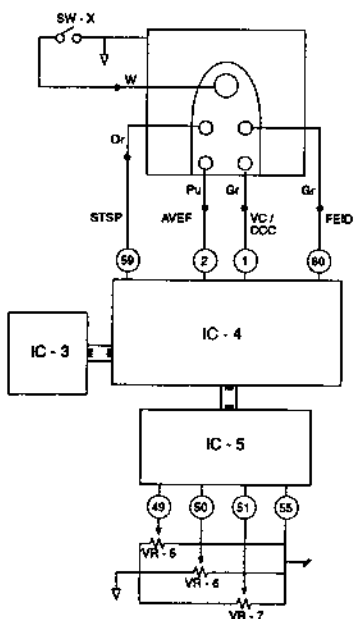 SW - X
W
Or
Pu
Gr
Gr
STSP
AVEF
VC /
CCC
FEID
59
2
1
60
IC - 3
IC - 4
IC - 5
49
50
51
55
VR - 5
VR - 6
VR - 7